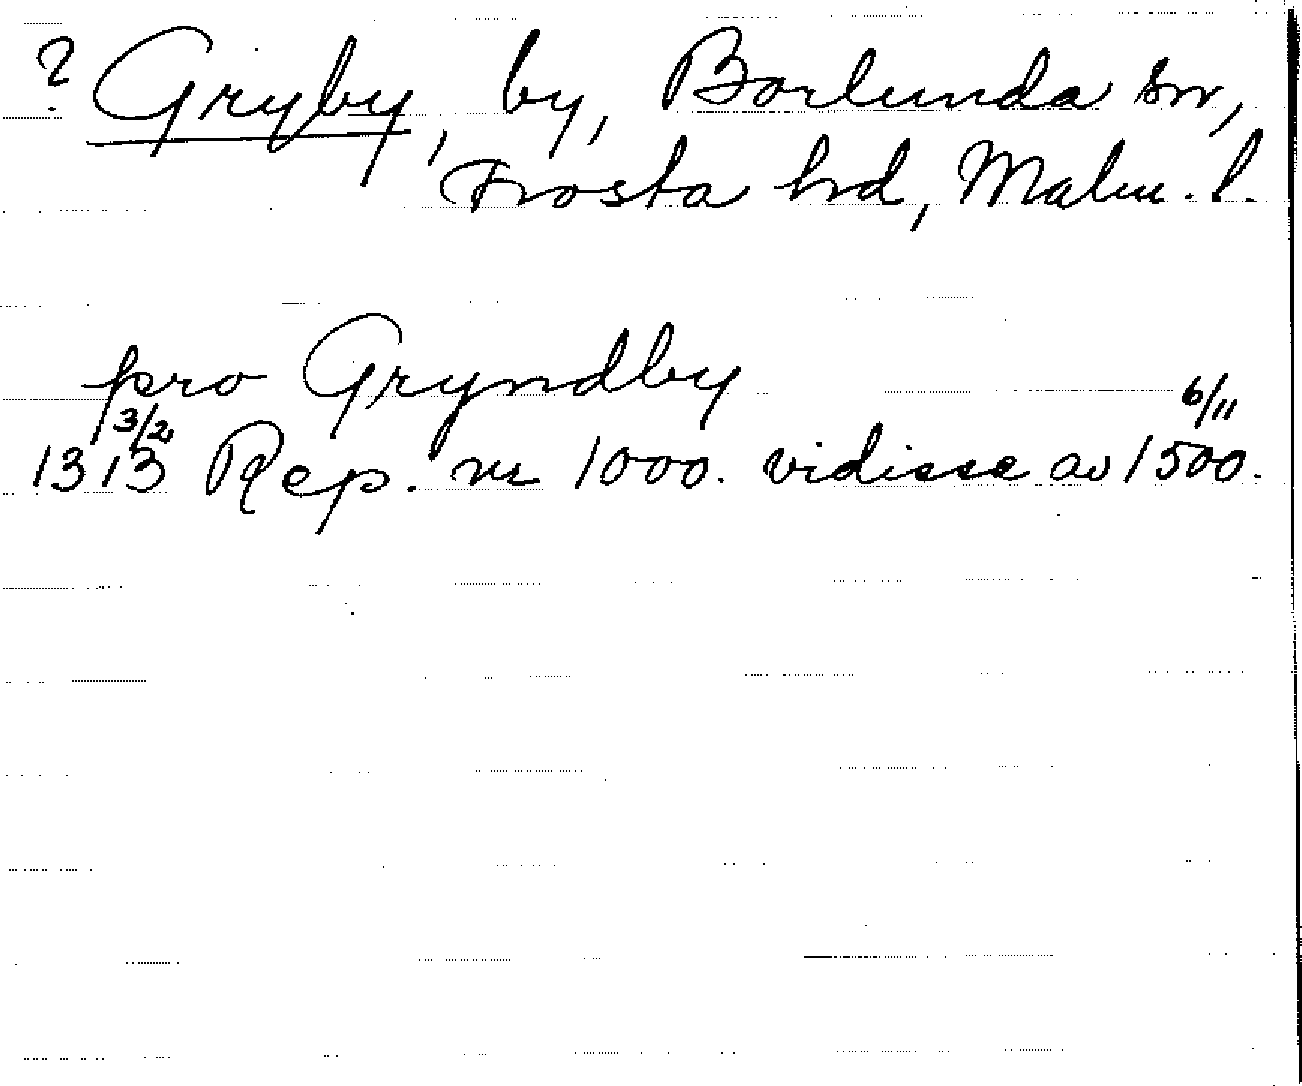 ? Gryby, by, Borlunda sn,
Frosta hd, Malm. l.
pro Gryndby
1313 3/2 Rep. nr 1000. vidisse av 1500 6/11.